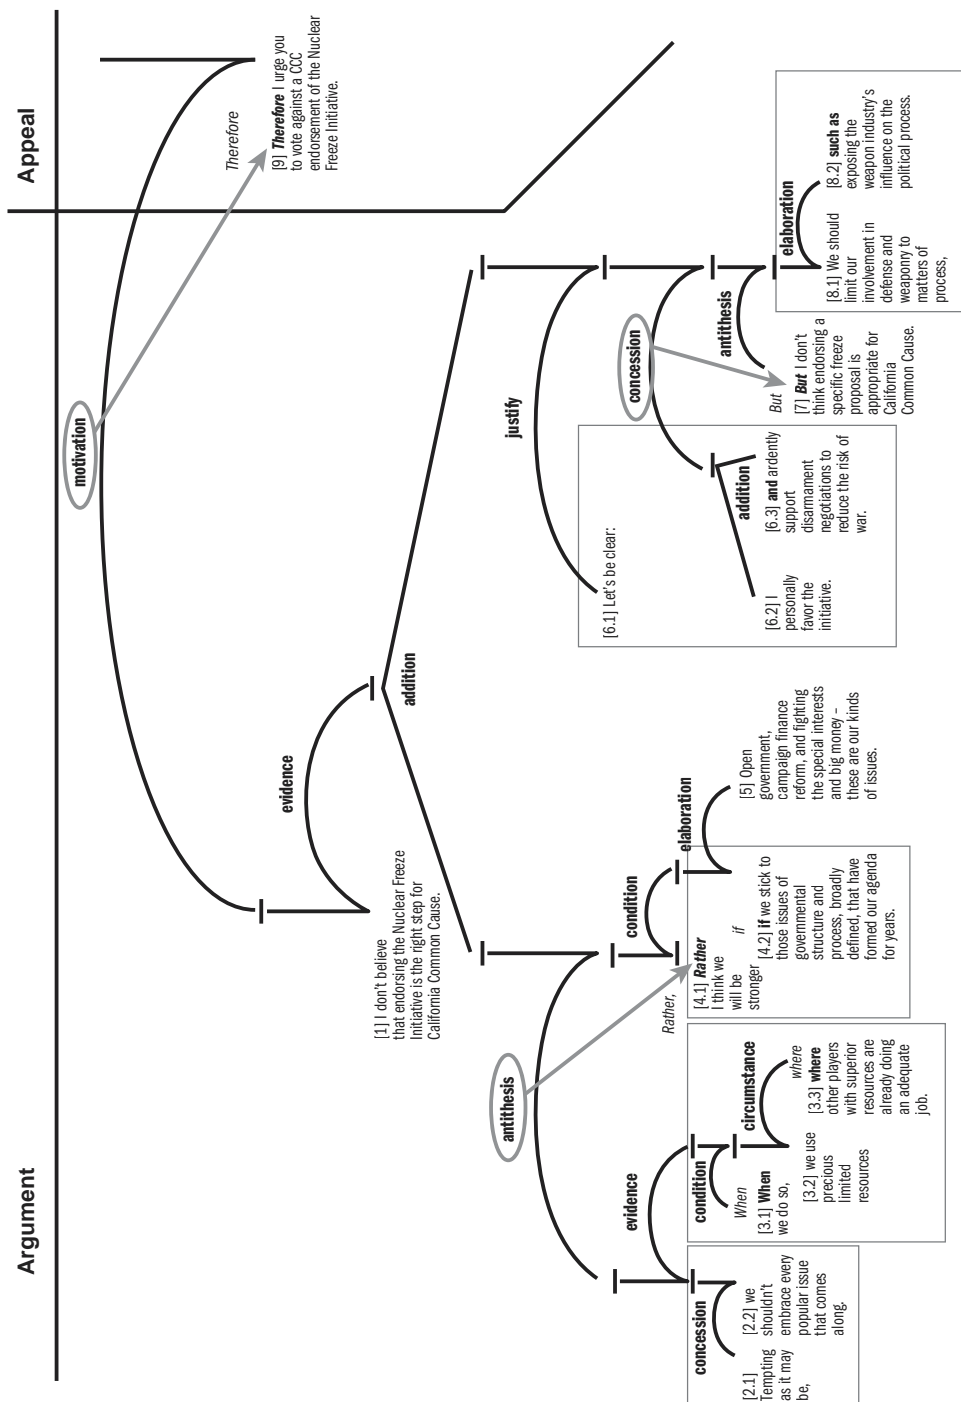 Argument
Appeal
motivation
Therefore
[9] Therefore I urge you
to vote against a CCC
endorsement of the Nuclear
Freeze Initiative.
evidence
[1] I don't believe
that endorsing the Nuclear Freeze
Initiative is the right step for
California Common Cause.
addition
antithesis
evidence
concession
[2.1]
Tempting
as it may
be,
[2.2] we
shouldn't
embrace every
popular issue
that comes
along,
condition
When
[3.1] When
we do so,
circumstance
[3.2] we use
precious
limited
resources
where
[3.3] where
other players
with superior
resources are
already doing
an adequate
job.
Rather,
condition
[4.1] Rather
I think we
will be
stronger
if
[4.2] if we stick to
those issues of
governmental
structure and
process, broadly
defined, that have
formed our agenda
for years.
elaboration
[5] Open
government,
campaign finance
reform, and fighting
the special interests
and big money –
these are our kinds
of issues.
justify
[6.1] Let's be clear:
concession
addition
[6.2] I
personally
favor the
initiative.
[6.3] and ardently
support
disarmament
negotiations to
reduce the risk of
war.
antithesis
But
[7] But I don't
think endorsing a
specific freeze
proposal is
appropriate for
California
Common Cause.
elaboration
[8.1] We should
limit our
involvement in
defense and
weaponry to
matters of
process,
[8.2] such as
exposing the
weapon industry's
influence on the
political process.